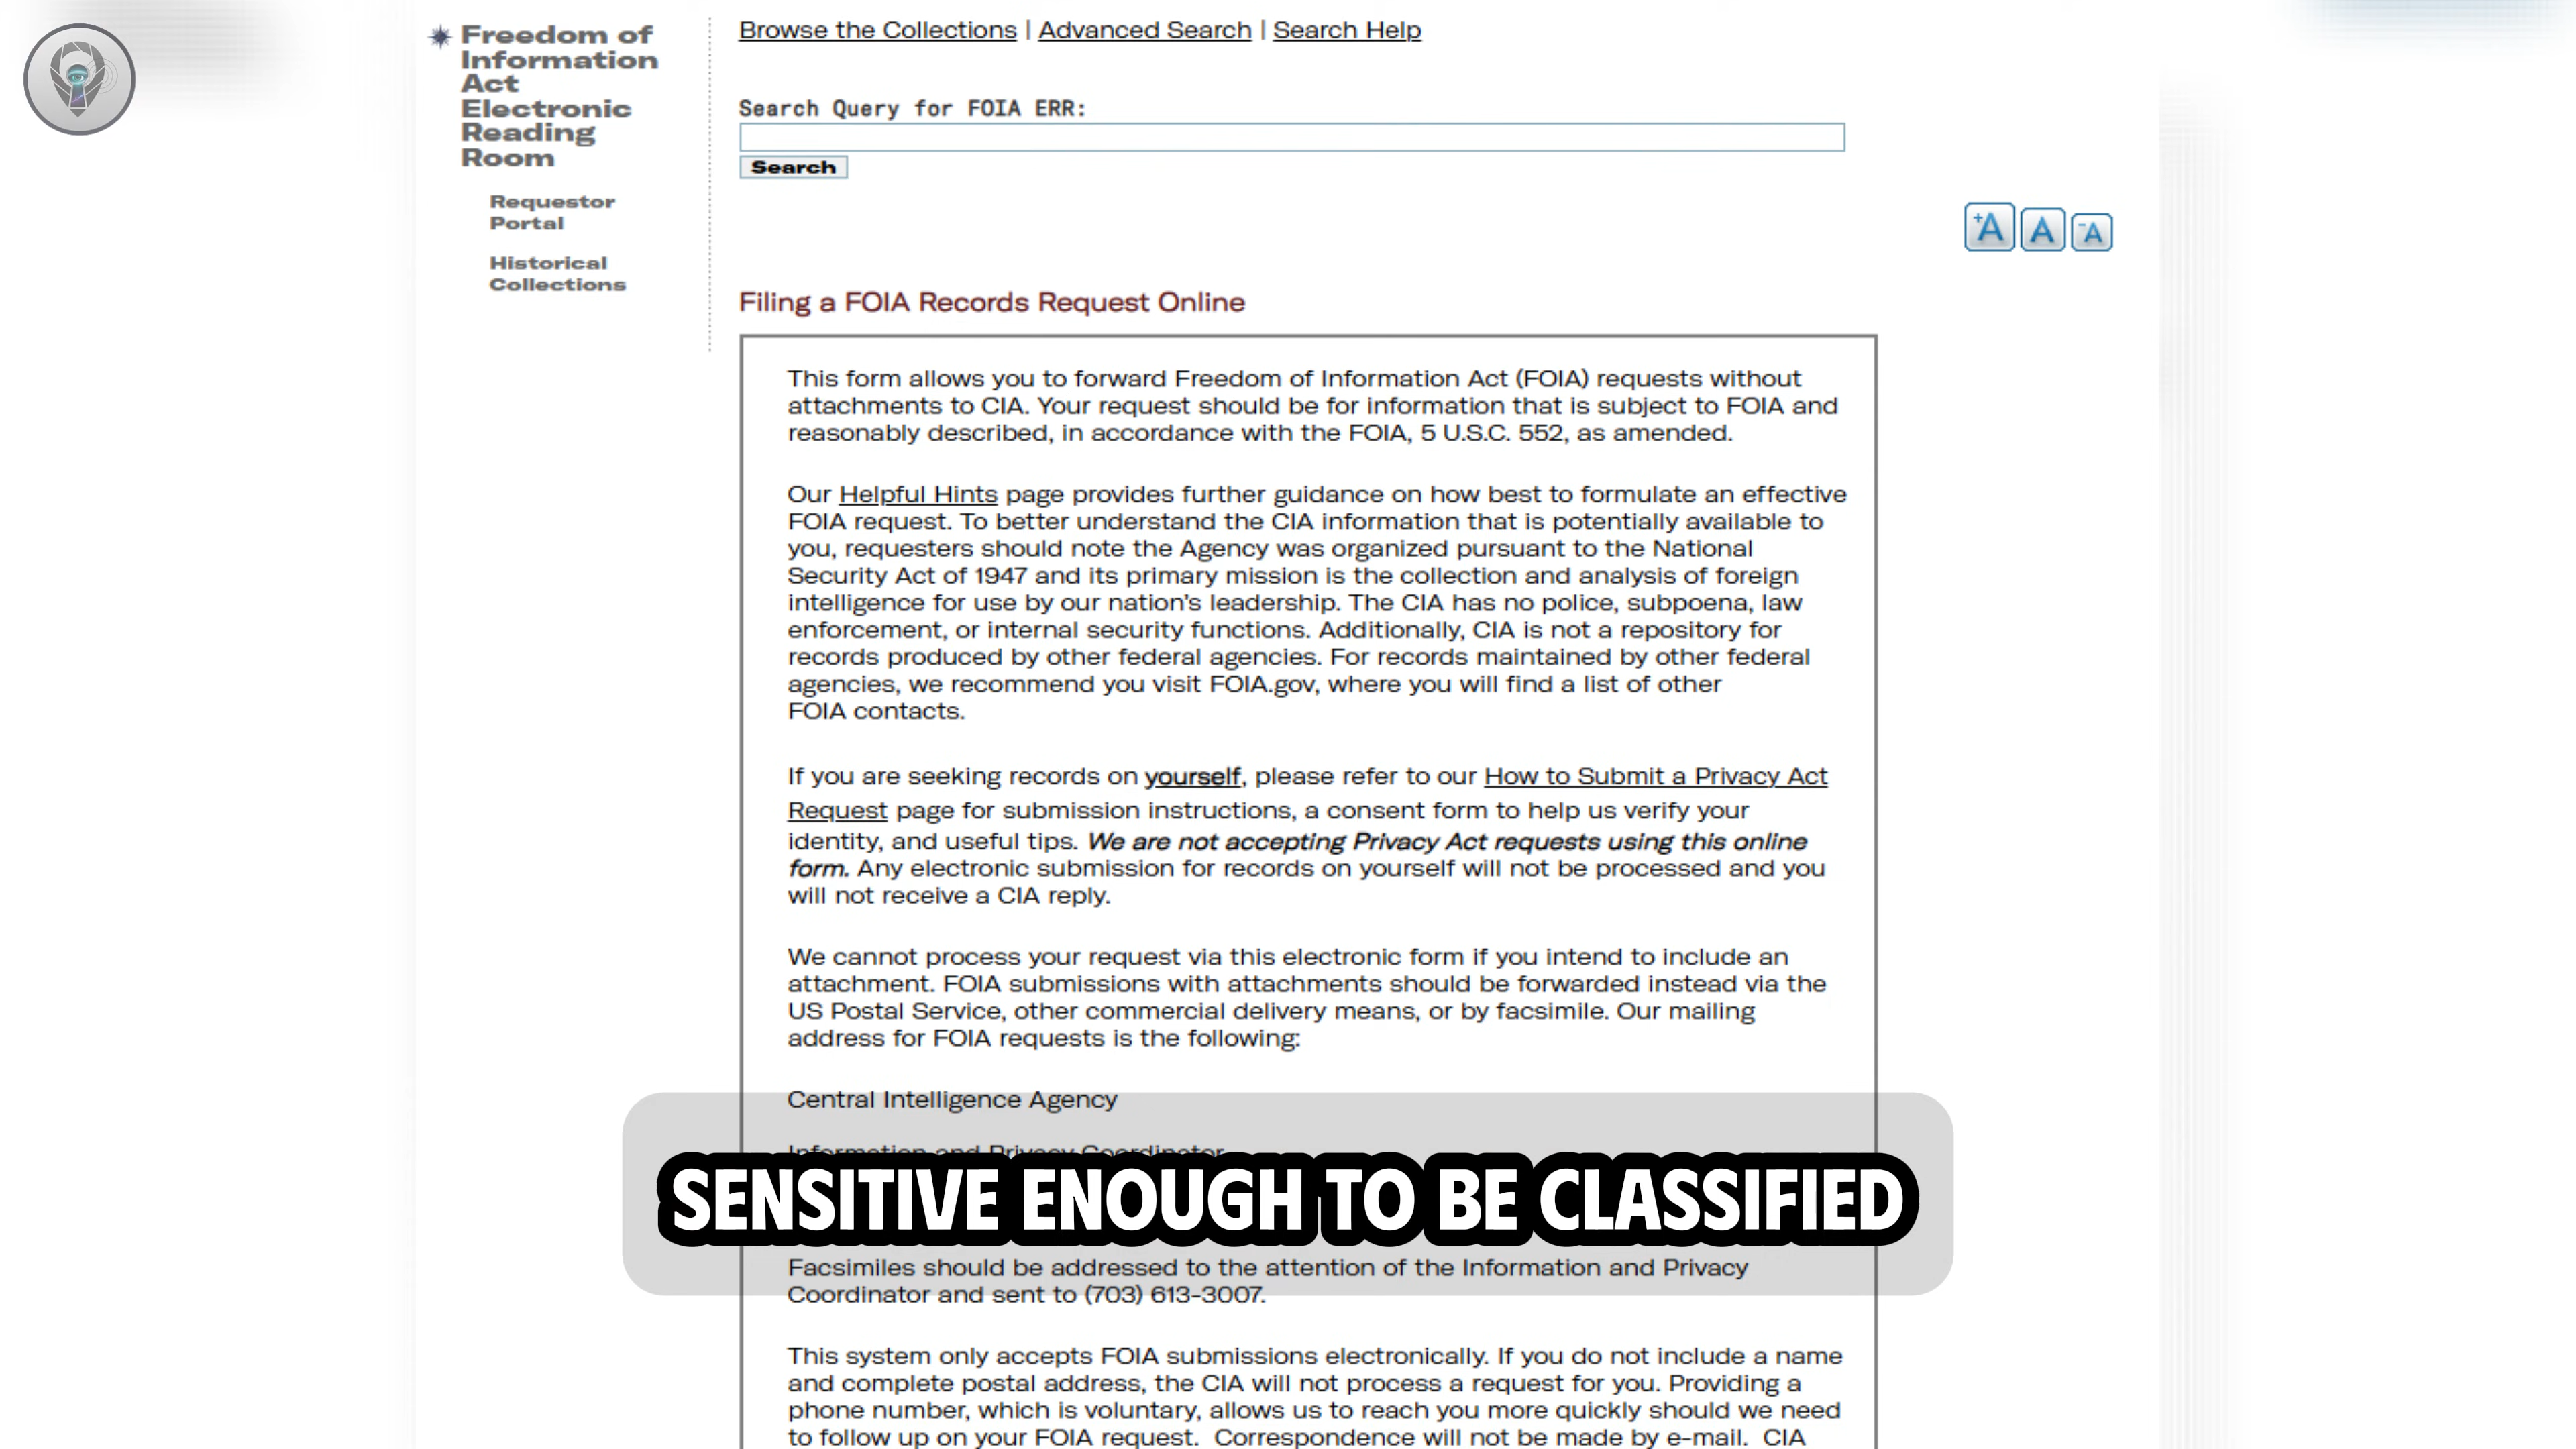 Freedom of
Information
Act
Electronic
Reading
Room
Requestor
Portal
Historical
Collections
Browse the Collections | Advanced Search | Search Help
Search Query for FOIA ERR:
Search
+A A -A
Filing a FOIA Records Request Online
This form allows you to forward Freedom of Information Act (FOIA) requests without
attachments to CIA. Your request should be for information that is subject to FOIA and
reasonably described, in accordance with the FOIA, 5 U.S.C. 552, as amended.
Our Helpful Hints page provides further guidance on how best to formulate an effective
FOIA request. To better understand the CIA information that is potentially available to
you, requesters should note the Agency was organized pursuant to the National
Security Act of 1947 and its primary mission is the collection and analysis of foreign
intelligence for use by our nation's leadership. The CIA has no police, subpoena, law
enforcement, or internal security functions. Additionally, CIA is not a repository for
records produced by other federal agencies. For records maintained by other federal
agencies, we recommend you visit FOIA.gov, where you will find a list of other
FOIA contacts.
If you are seeking records on yourself, please refer to our How to Submit a Privacy Act
Request page for submission instructions, a consent form to help us verify your
identity, and useful tips. We are not accepting Privacy Act requests using this online
form. Any electronic submission for records on yourself will not be processed and you
will not receive a CIA reply.
We cannot process your request via this electronic form if you intend to include an
attachment. FOIA submissions with attachments should be forwarded instead via the
US Postal Service, other commercial delivery means, or by facsimile. Our mailing
address for FOIA requests is the following:
Central Intelligence Agency
Information and Privacy Coordinator
SENSITIVE ENOUGH TO BE CLASSIFIED
Facsimiles should be addressed to the attention of the Information and Privacy
Coordinator and sent to (703) 613-3007.
This system only accepts FOIA submissions electronically. If you do not include a name
and complete postal address, the CIA will not process a request for you. Providing a
phone number, which is voluntary, allows us to reach you more quickly should we need
to follow up on your FOIA request. Correspondence will not be made by e-mail. CIA